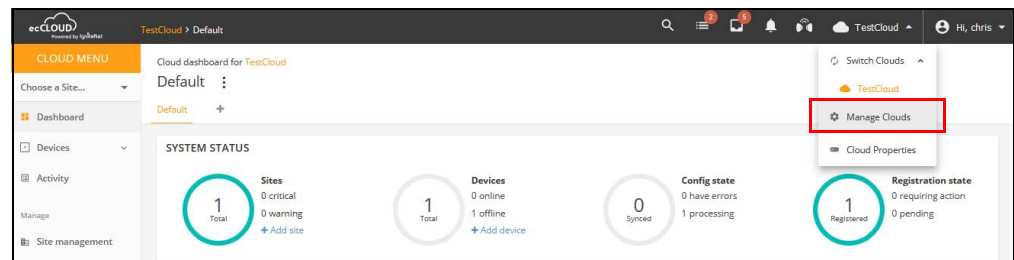 ecCLOUD
Powered by IgniteNet
TestCloud > Default
2
5
TestCloud
Hi, chris
CLOUD MENU
Choose a Site...
Dashboard
Devices
Activity
Manage
Site management
Cloud dashboard for TestCloud
Default
Default +
Switch Clouds
TestCloud
Manage Clouds
Cloud Properties
SYSTEM STATUS
1
Total
Sites
0 critical
0 warning
+ Add site
1
Total
Devices
0 online
1 offline
+ Add device
0
Synced
Config state
0 have errors
1 processing
1
Registered
Registration state
0 requiring action
0 pending